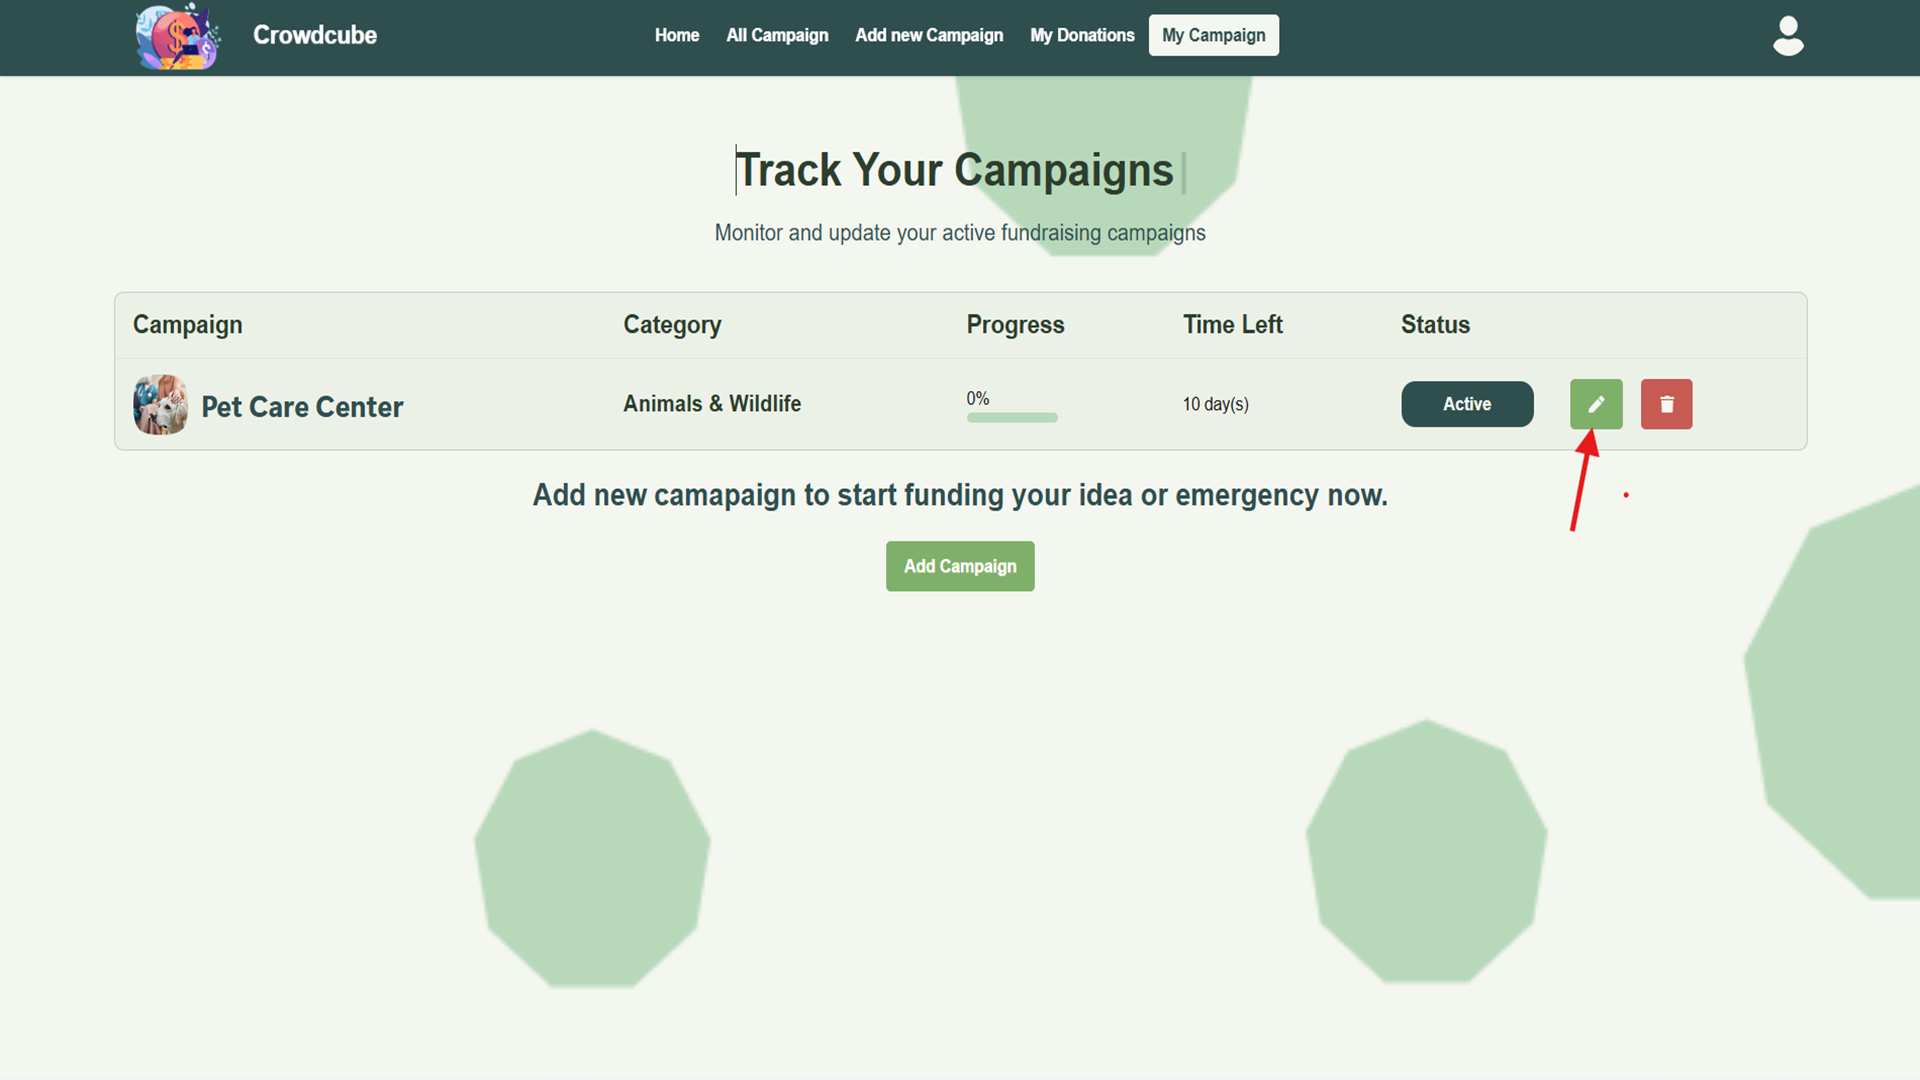 Crowdcube
Home All Campaign Add new Campaign My Donations My Campaign
Track Your Campaigns
Monitor and update your active fundraising campaigns
Campaign Category Progress Time Left Status
Pet Care Center Animals & Wildlife 0% 10 day(s) Active
Add new camapaign to start funding your idea or emergency now.
Add Campaign